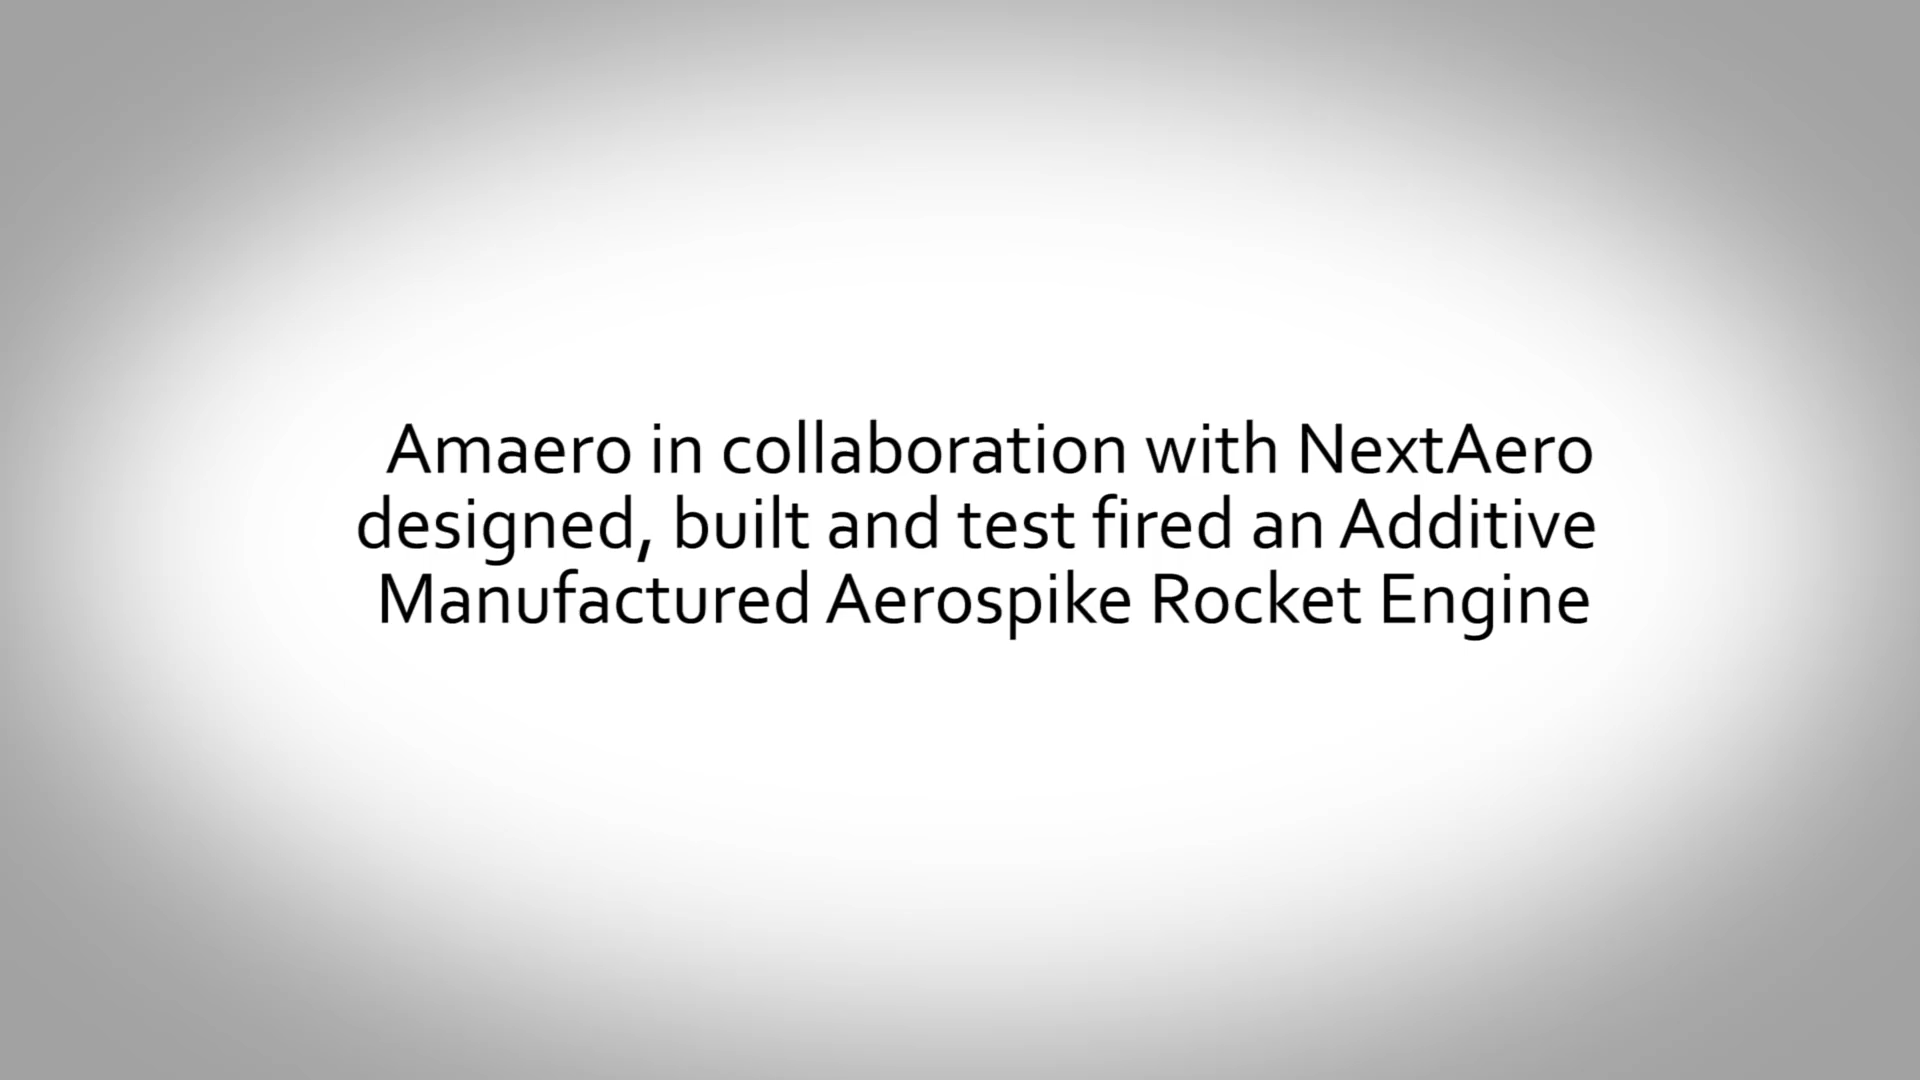 Amaero in collaboration with NextAero
designed, built and test fired an Additive
Manufactured Aerospike Rocket Engine